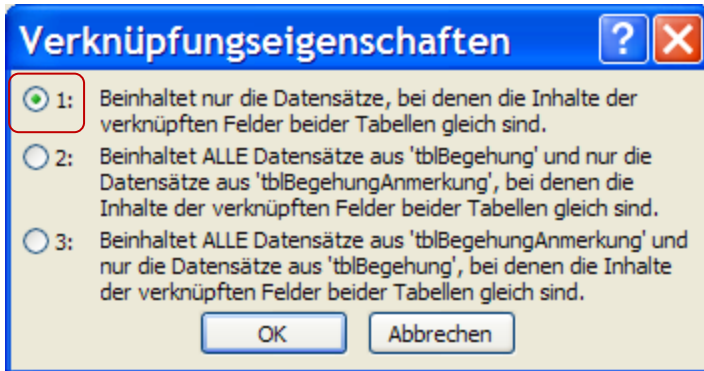 Verknüpfungseigenschaften
1: Beinhaltet nur die Datensätze, bei denen die Inhalte der
verknüpften Felder beider Tabellen gleich sind.
2: Beinhaltet ALLE Datensätze aus 'tblBegehung' und nur die
Datensätze aus 'tblBegehungAnmerkung', bei denen die
Inhalte der verknüpften Felder beider Tabellen gleich sind.
3: Beinhaltet ALLE Datensätze aus 'tblBegehungAnmerkung' und
nur die Datensätze aus 'tblBegehung', bei denen die Inhalte
der verknüpften Felder beider Tabellen gleich sind.
OK Abbrechen